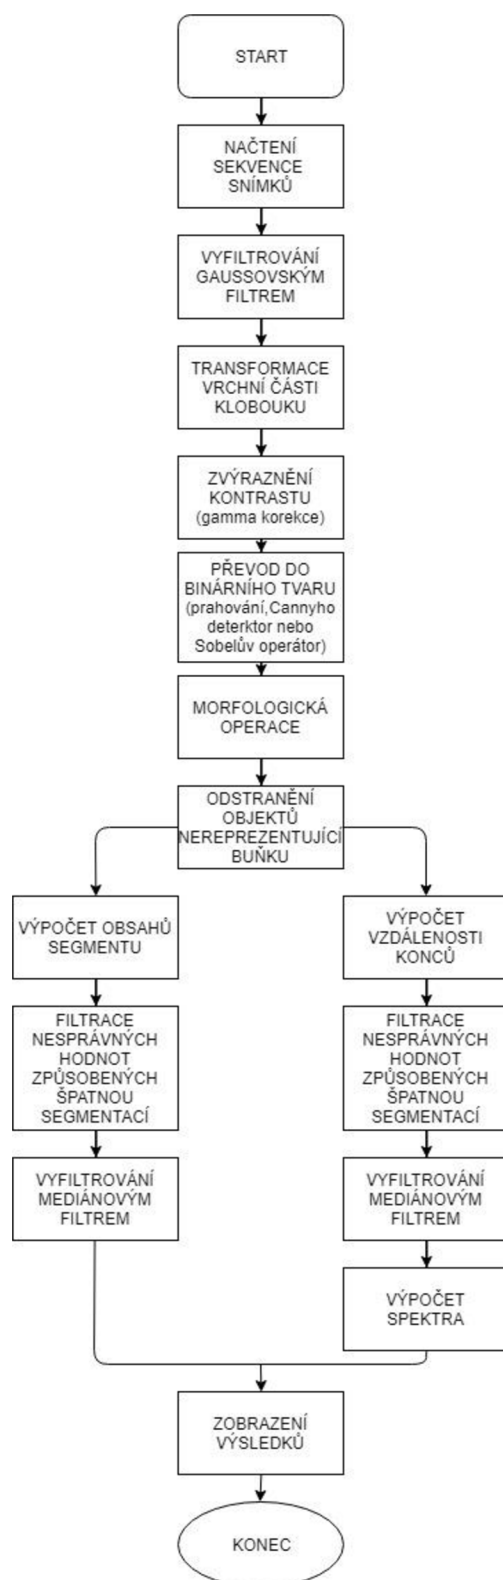 START
NAČTENÍ
SEKVENCE
SNÍMKŮ
VYFILTROVÁNÍ
GAUSSOVSKÝM
FILTREM
TRANSFORMACE
VRCHNÍ ČÁSTI
KLOBOUKU
ZVÝRAZNĚNÍ
KONTRASTU
(gamma korekce)
PŘEVOD DO
BINÁRNÍHO TVARU
(prahování,Cannyho
deterktor nebo
Sobelův operátor)
MORFOLOGICKÁ
OPERACE
ODSTRANĚNÍ
OBJEKTŮ
NEREPREZENTUJÍCÍ
BUŇKU
VÝPOČET OBSAHŮ
SEGMENTU
FILTRACE
NESPRÁVNÝCH
HODNOT
ZPŮSOBENÝCH
ŠPATNOU
SEGMENTACÍ
VYFILTROVÁNÍ
MEDIÁNOVÝM
FILTREM
VÝPOČET
VZDÁLENOSTI
KONCŮ
FILTRACE
NESPRÁVNÝCH
HODNOT
ZPŮSOBENÝCH
ŠPATNOU
SEGMENTACÍ
VYFILTROVÁNÍ
MEDIÁNOVÝM
FILTREM
VÝPOČET
SPEKTRA
ZOBRAZENÍ
VÝSLEDKŮ
KONEC